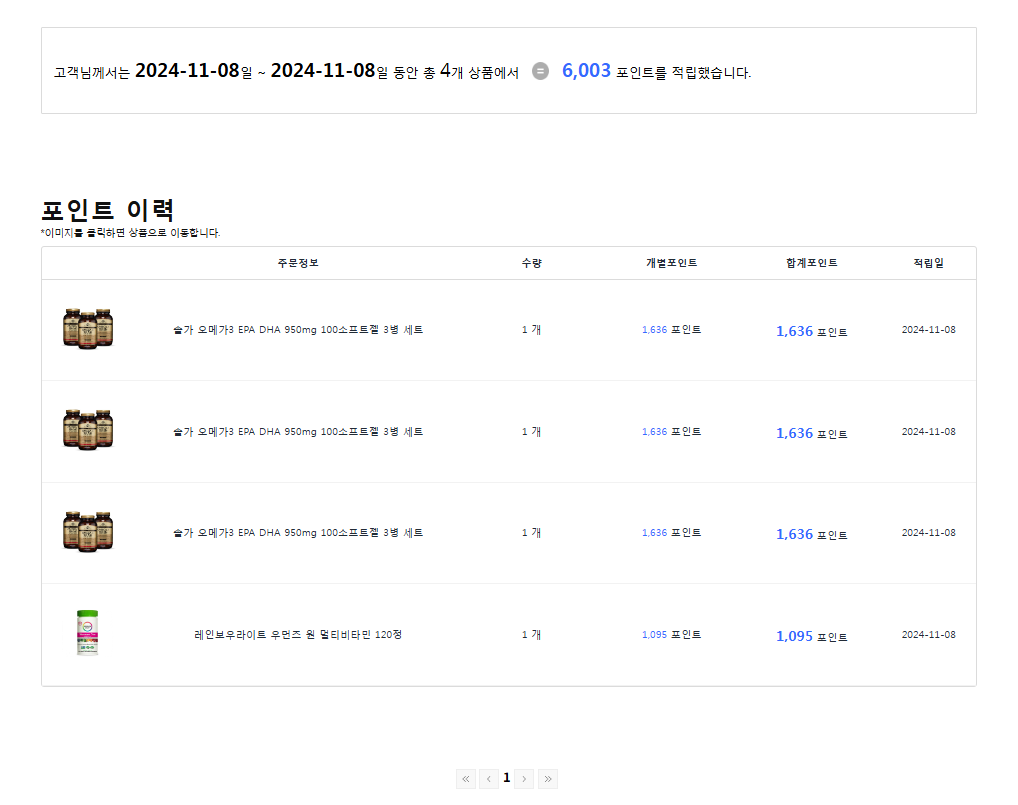 고객님께서는 2024-11-08일 ~ 2024-11-08일 동안 총 4개 상품에서 = 6,003 포인트를 적립했습니다.
포인트 이력
*이미지를 클릭하면 상품으로 이동합니다.
주문정보 수량 개별포인트 합계포인트 적립일
솔가 오메가3 EPA DHA 950mg 100소프트젤 3병 세트 1 개 1,636 포인트 1,636 포인트 2024-11-08
솔가 오메가3 EPA DHA 950mg 100소프트젤 3병 세트 1 개 1,636 포인트 1,636 포인트 2024-11-08
솔가 오메가3 EPA DHA 950mg 100소프트젤 3병 세트 1 개 1,636 포인트 1,636 포인트 2024-11-08
레인보우라이트 우먼즈 원 멀티비타민 120정 1 개 1,095 포인트 1,095 포인트 2024-11-08
« ‹ 1 › »